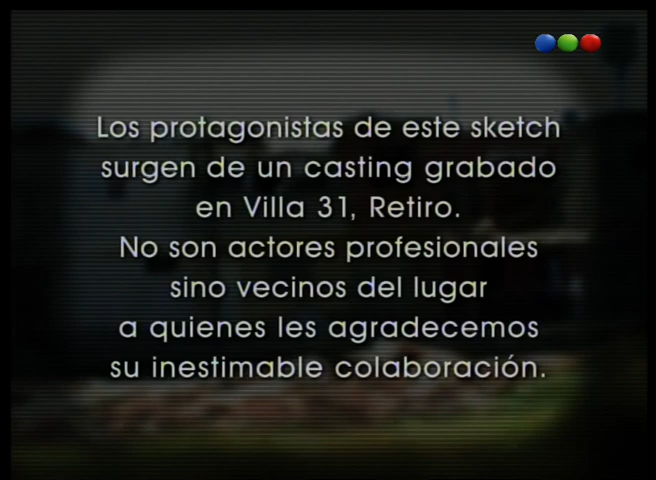 Los protagonistas de este sketch
surgen de un casting grabado
en Villa 31, Retiro.
No son actores profesionales
sino vecinos del lugar
a quienes les agradecemos
su inestimable colaboración.